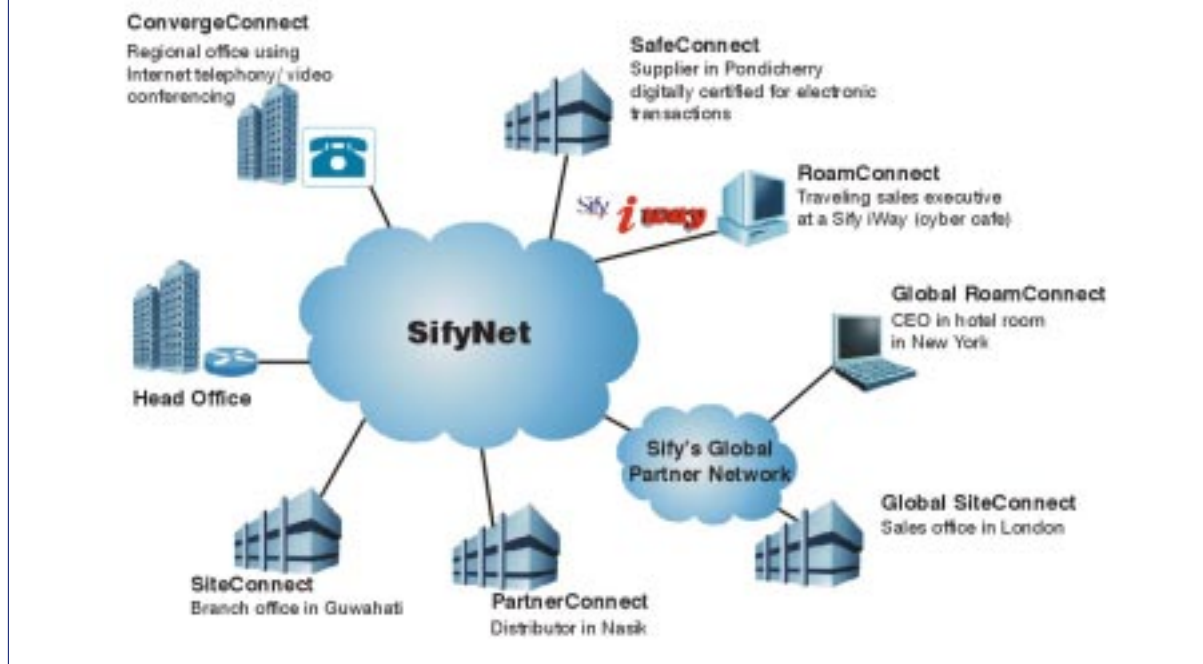 ConvergeConnect
Regional office using
Internet telephony/ video
conferencing
SafeConnect
Supplier in Pondicherry
digitally certified for electronic
transactions
Sify iway
RoamConnect
Traveling sales executive
at a Sify iWay (cyber cafe)
SifyNet
Head Office
Global RoamConnect
CEO in hotel room
in New York
Sify's Global
Partner Network
Global SiteConnect
Sales office in London
SiteConnect
Branch office in Guwahati
PartnerConnect
Distributor in Nasik